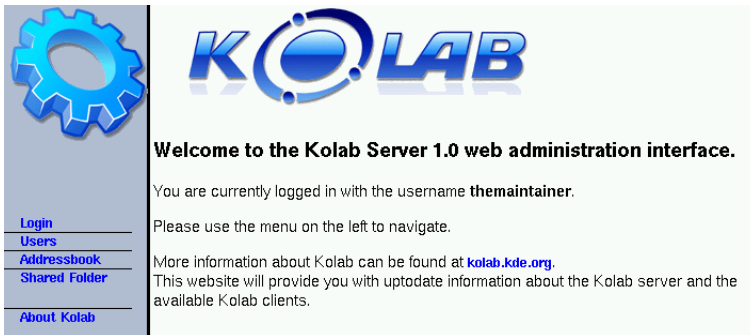 KOLAB
Welcome to the Kolab Server 1.0 web administration interface.
You are currently logged in with the username themaintainer.
Please use the menu on the left to navigate.
Login
Users
Addressbook
Shared Folder
About Kolab
More information about Kolab can be found at kolab.kde.org.
This website will provide you with uptodate information about the Kolab server and the
available Kolab clients.